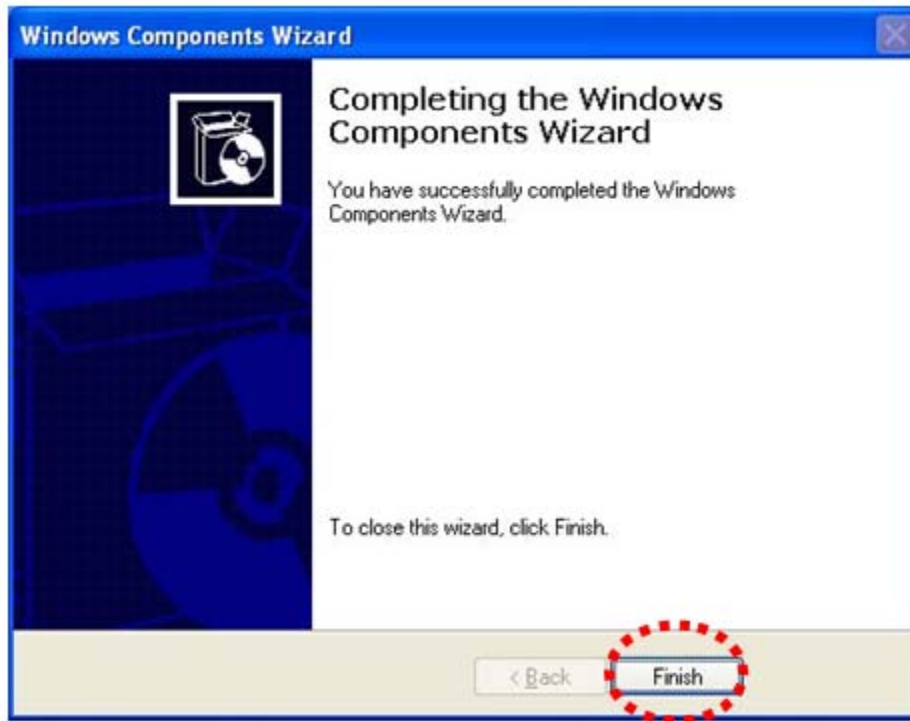 Windows Components Wizard
Completing the Windows
Components Wizard
You have successfully completed the Windows
Components Wizard.
To close this wizard, click Finish.
< Back
Finish